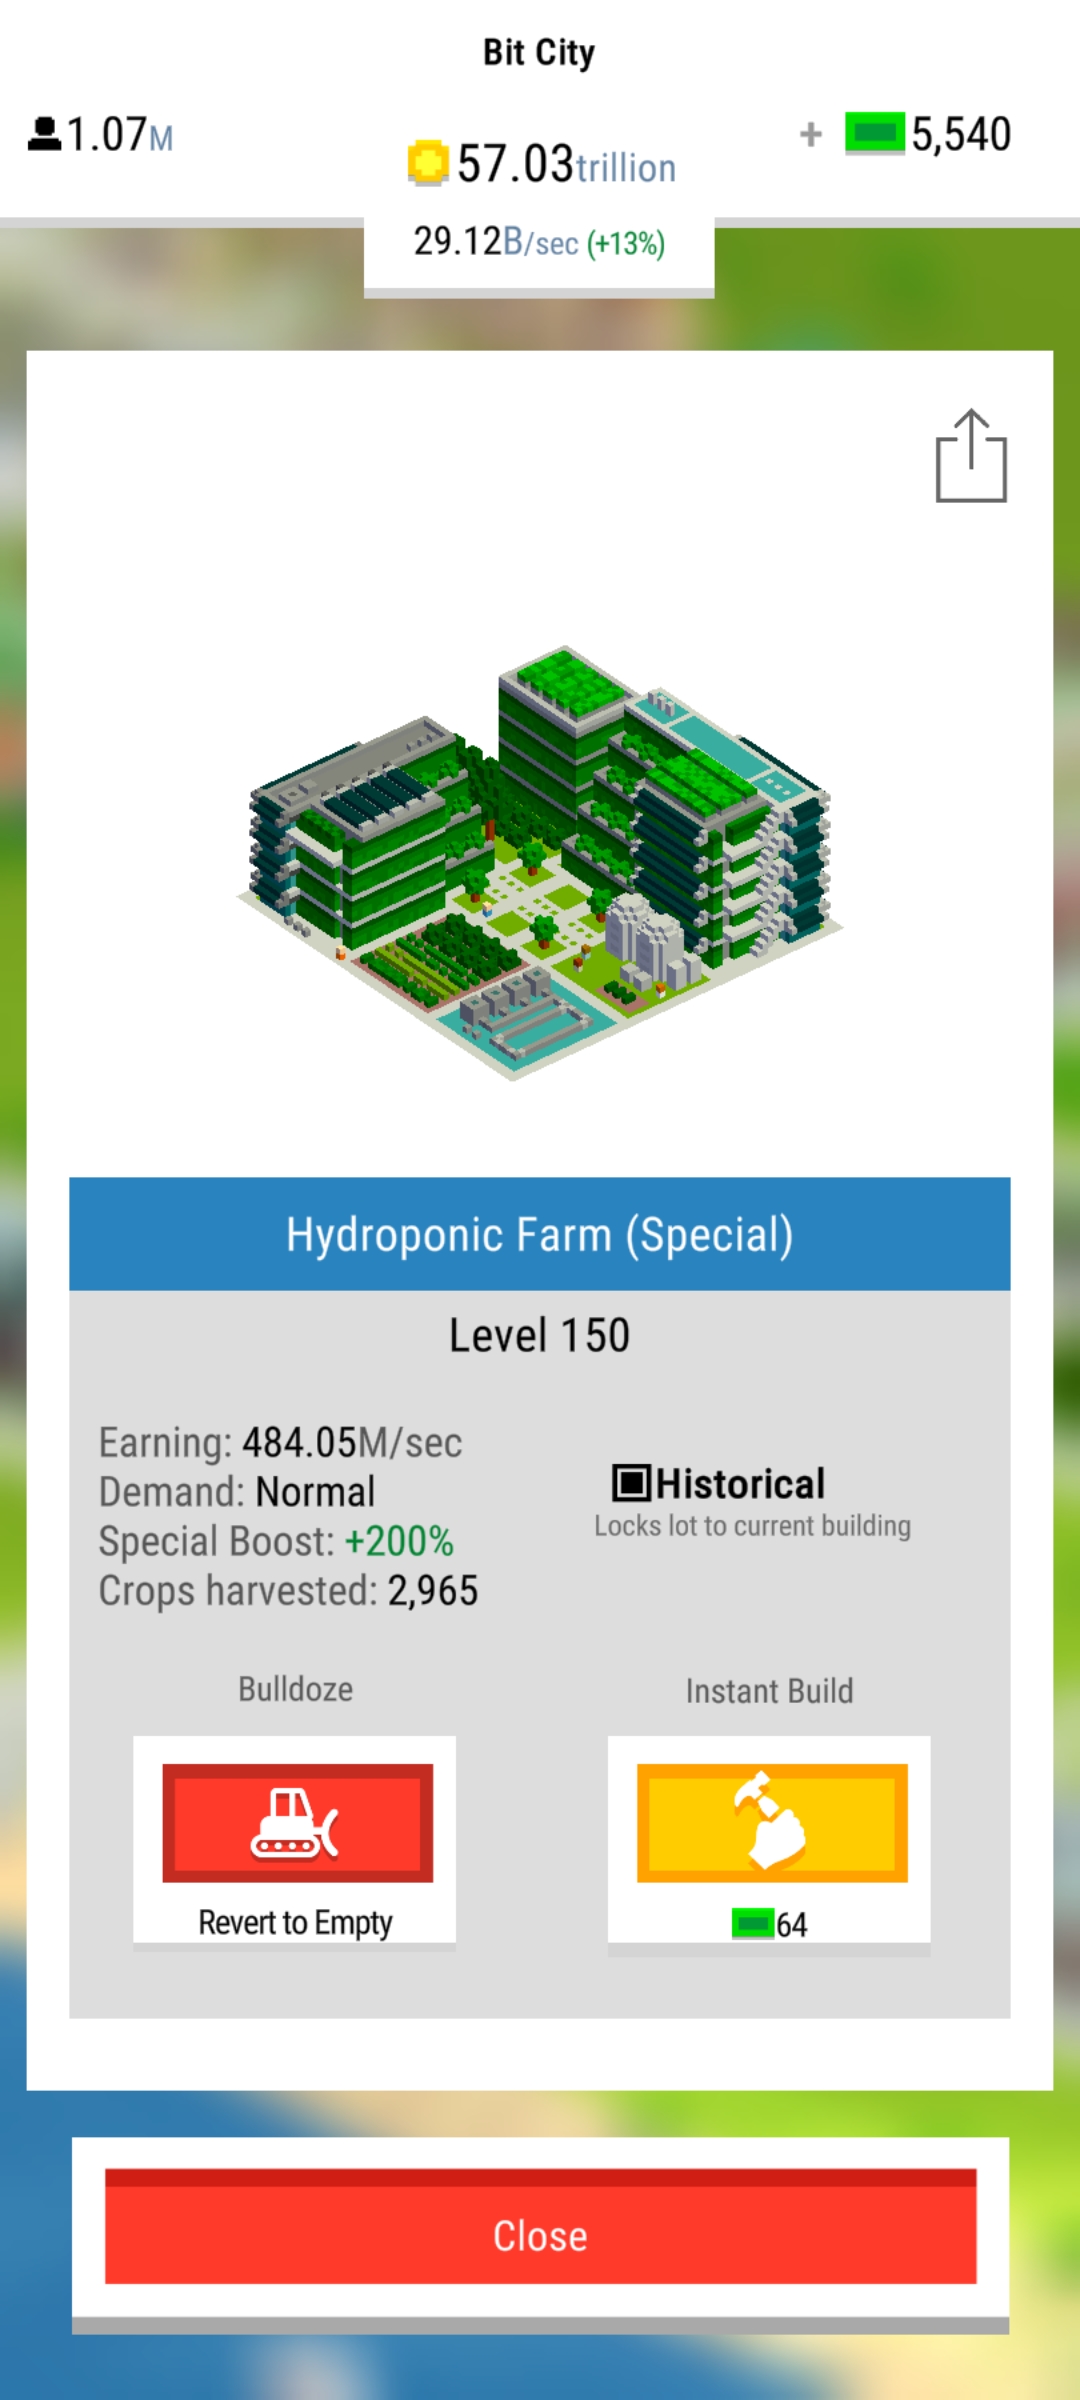 Bit City
1.07M
57.03trillion
+ 5,540
29.12B/sec (+13%)
Hydroponic Farm (Special)
Level 150
Earning: 484.05M/sec
Demand: Normal
Special Boost: +200%
Crops harvested: 2,965
Historical
Locks lot to current building
Bulldoze
Instant Build
Revert to Empty
64
Close